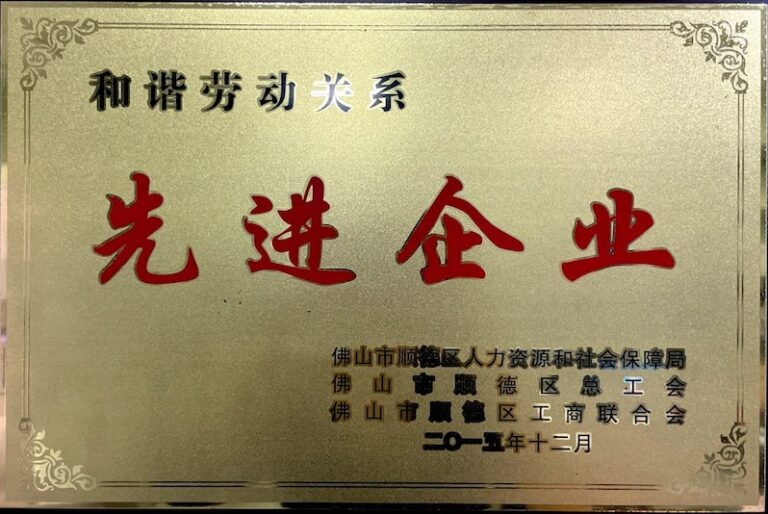 和谐劳动关系
先进企业
佛山市顺德区人力资源和社会保障局
佛山市顺德区总工会
佛山市顺德区工商联合会
二〇一五年十二月